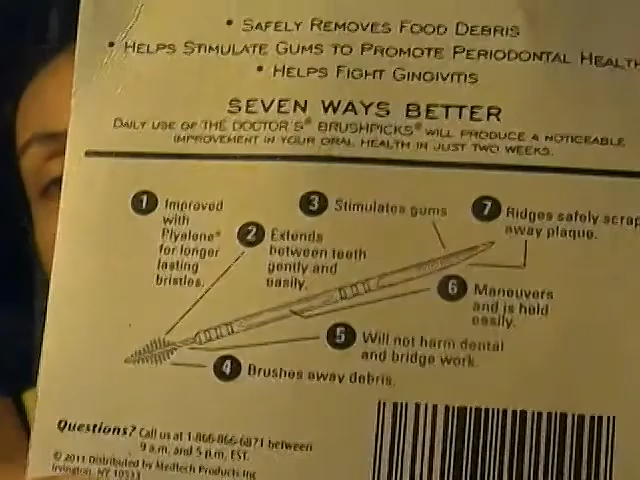 • SAFELY REMOVES FOOD DEBRIS
• HELPS STIMULATE GUMS TO PROMOTE PERIODONTAL HEALTH
• HELPS FIGHT GINGIVITIS
SEVEN WAYS BETTER
DAILY USE OF THE DOCTOR'S® BRUSHPICKS® WILL PRODUCE A NOTICEABLE
IMPROVEMENT IN YOUR ORAL HEALTH IN JUST TWO WEEKS.
1 Improved
with
Plyalene®
for longer
lasting
bristles.
2 Extends
between teeth
gently and
easily.
3 Stimulates gums
7 Ridges safely scrap
away plaque.
6 Maneuvers
and is held
easily.
5 Will not harm dental
and bridge work.
4 Brushes away debris.
Questions? Call us at 1-866-866-6871 between
9 a.m. and 5 p.m. EST.
© 2011 Distributed by Medtech Products Inc
Irvington, NY 10533